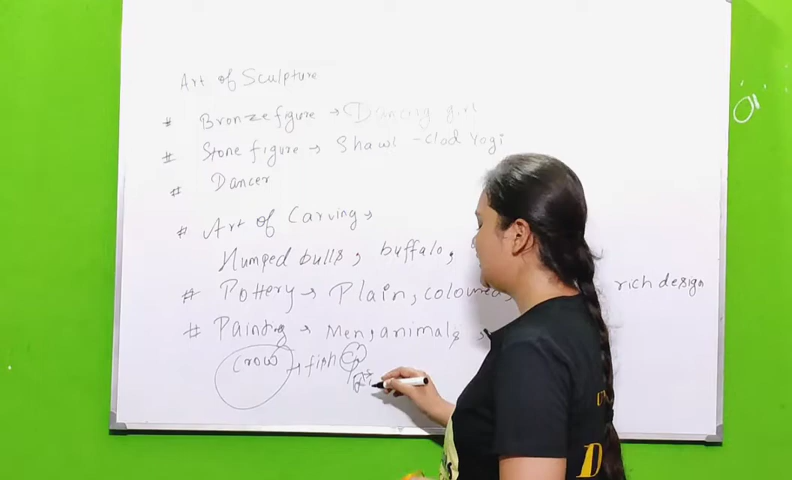 Art of Sculpture
# Bronze figure → Dancing girl
# Stone figure → Shawl - clod Yogi
# Dancer
# Art of Carving →
Humped bulls, buffalo,
# Pottery → Plain, coloured, rich design
# Painting → Men, animals,
Crow → fish